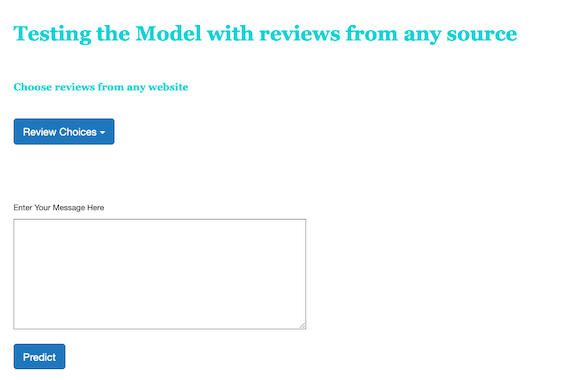 Testing the Model with reviews from any source
Choose reviews from any website
Review Choices
Enter Your Message Here
Predict